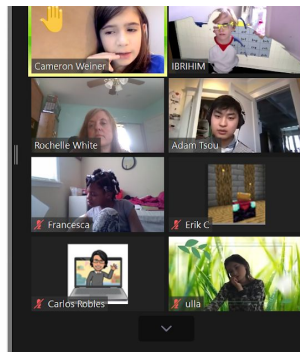 Cameron Weiner
IBRIHIM
Rochelle White
Adam Tsou
Francesca
Erik C
Carlos Robles
ulla